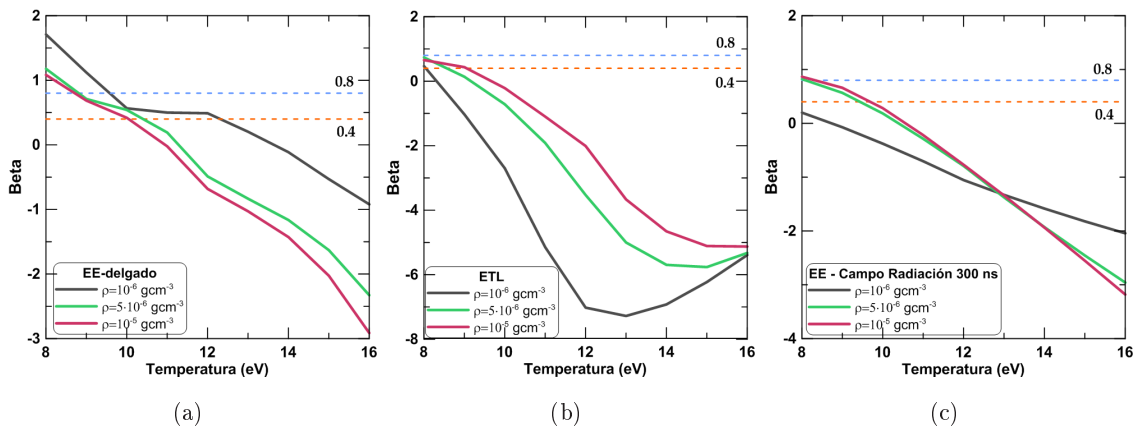 2
1
0
-1
-2
-3
Beta
8
10
12
14
16
Temperatura (eV)
0.8
0.4
EE-delgado
ρ=10⁻⁶ gcm⁻³
ρ=5·10⁻⁶ gcm⁻³
ρ=10⁻⁵ gcm⁻³
(a)
2
0
-2
-4
-6
-8
Beta
8
10
12
14
16
Temperatura (eV)
0.8
0.4
ETL
ρ=10⁻⁶ gcm⁻³
ρ=5·10⁻⁶ gcm⁻³
ρ=10⁻⁵ gcm⁻³
(b)
2
0
-2
-4
Beta
8
10
12
14
16
Temperatura (eV)
0.8
0.4
EE - Campo Radiación 300 ns
ρ=10⁻⁶ gcm⁻³
ρ=5·10⁻⁶ gcm⁻³
ρ=10⁻⁵ gcm⁻³
(c)